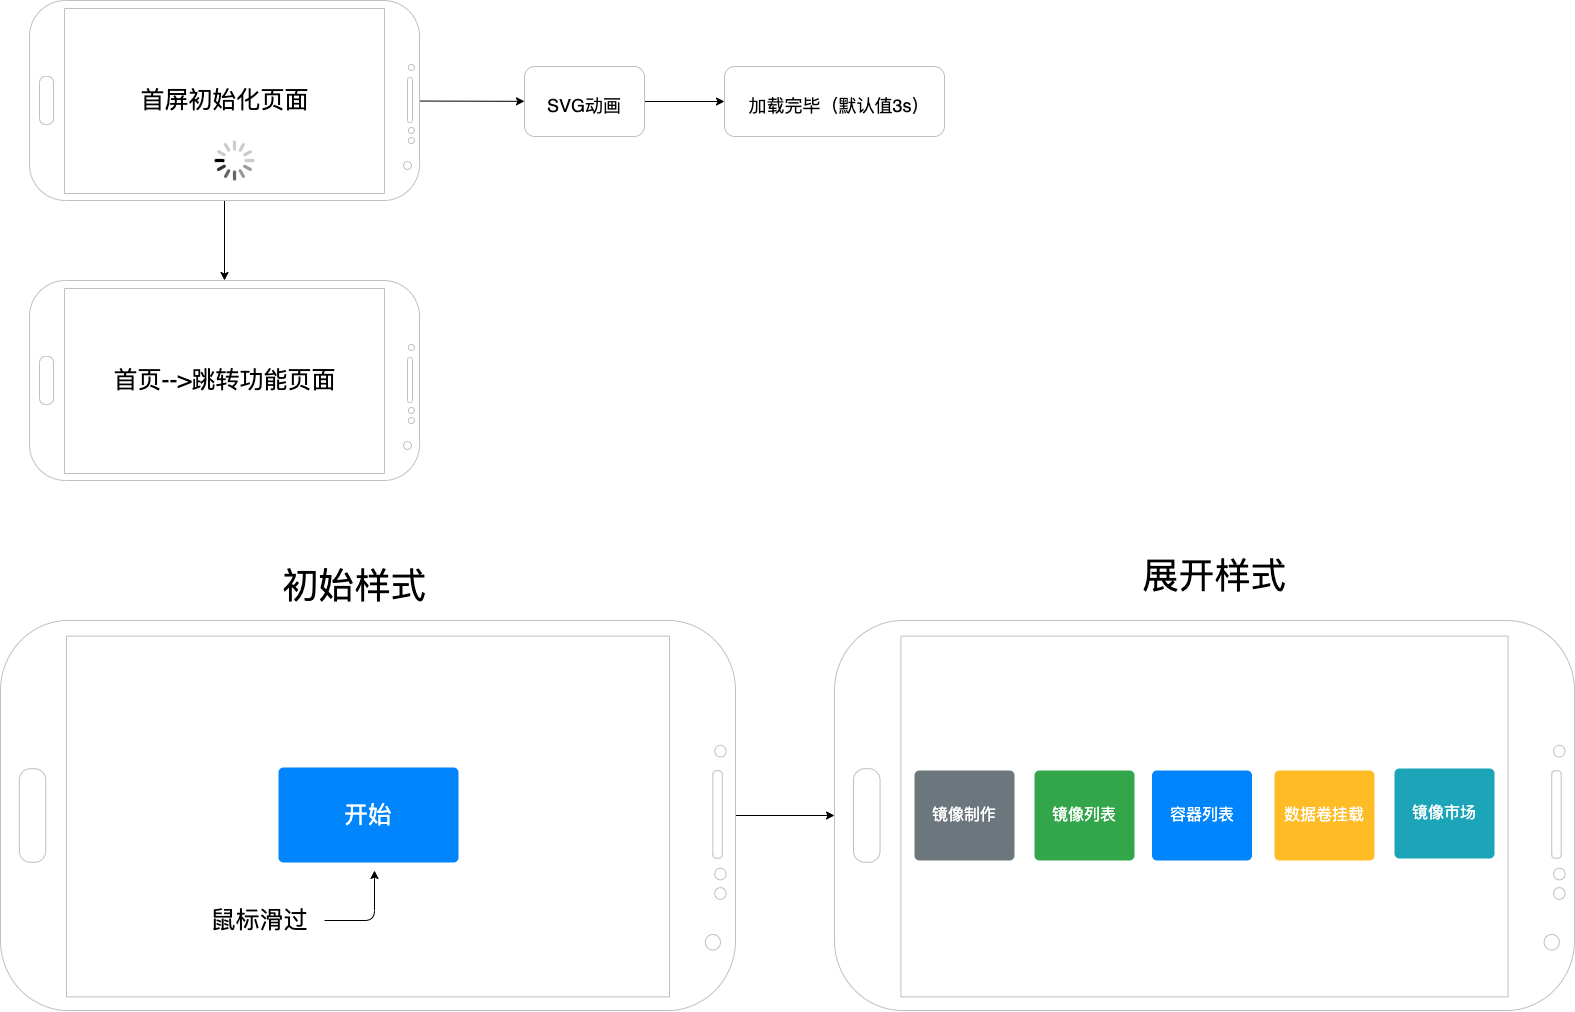 首屏初始化页面
SVG动画
加载完毕（默认值3s）
首页-->跳转功能页面
初始样式
展开样式
开始
鼠标滑过
镜像制作
镜像列表
容器列表
数据卷挂载
镜像市场